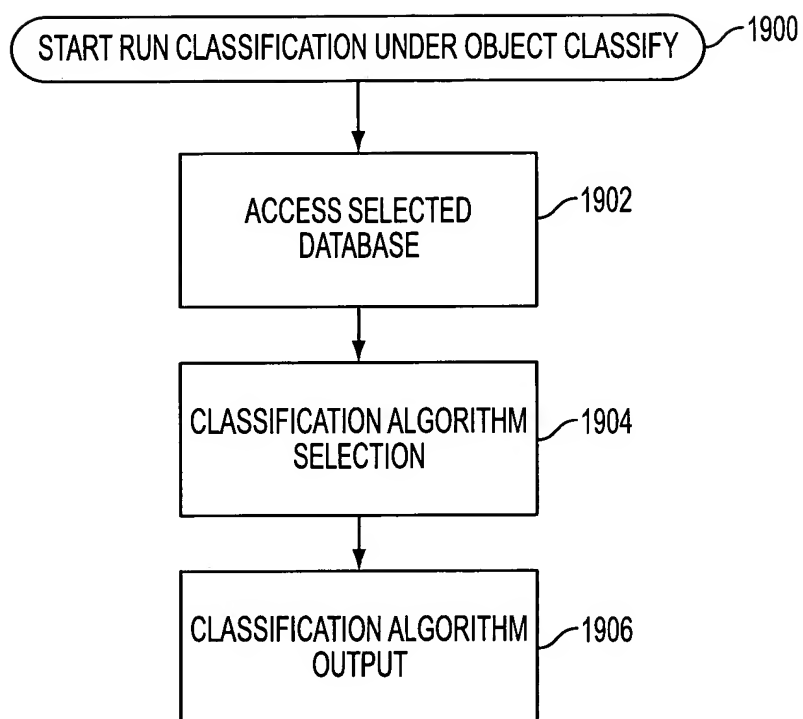 START RUN CLASSIFICATION UNDER OBJECT CLASSIFY
1900
ACCESS SELECTED
DATABASE
1902
CLASSIFICATION ALGORITHM
SELECTION
1904
CLASSIFICATION ALGORITHM
OUTPUT
1906